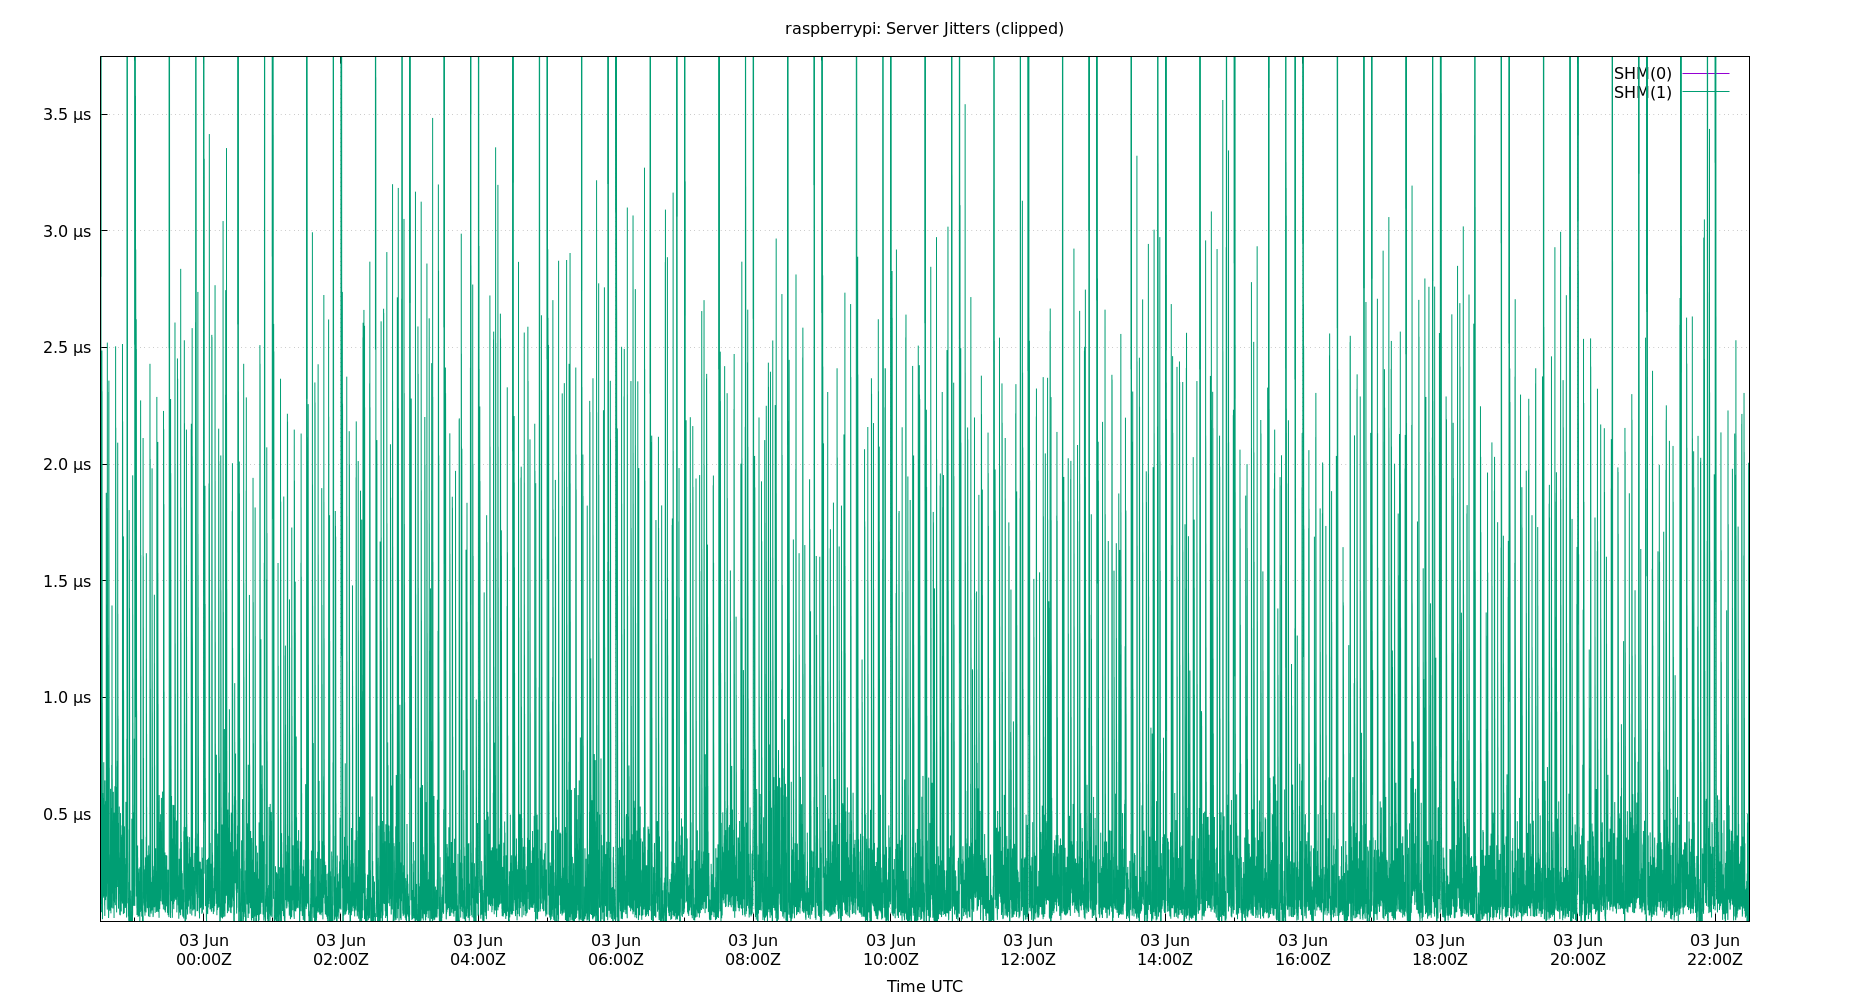 raspberrypi: Server Jitters (clipped)
SHM(0)
SHM(1)
3.5 µs
3.0 µs
2.5 µs
2.0 µs
1.5 µs
1.0 µs
0.5 µs
03 Jun 03 Jun 03 Jun 03 Jun 03 Jun 03 Jun 03 Jun 03 Jun 03 Jun 03 Jun 03 Jun 03 Jun
00:00Z 02:00Z 04:00Z 06:00Z 08:00Z 10:00Z 12:00Z 14:00Z 16:00Z 18:00Z 20:00Z 22:00Z
Time UTC